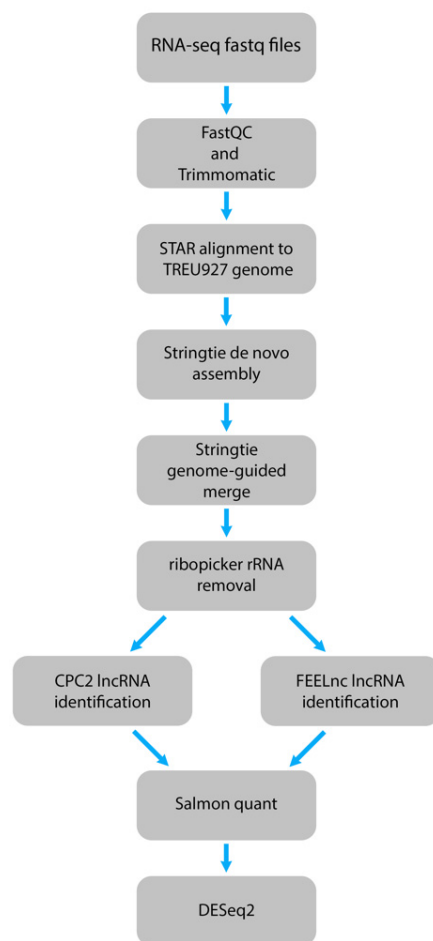 RNA-seq fastq files
FastQC
and
Trimmomatic
STAR alignment to
TREU927 genome
Stringtie de novo
assembly
Stringtie
genome-guided
merge
ribopicker rRNA
removal
CPC2 lncRNA
identification
FEELnc lncRNA
identification
Salmon quant
DESeq2